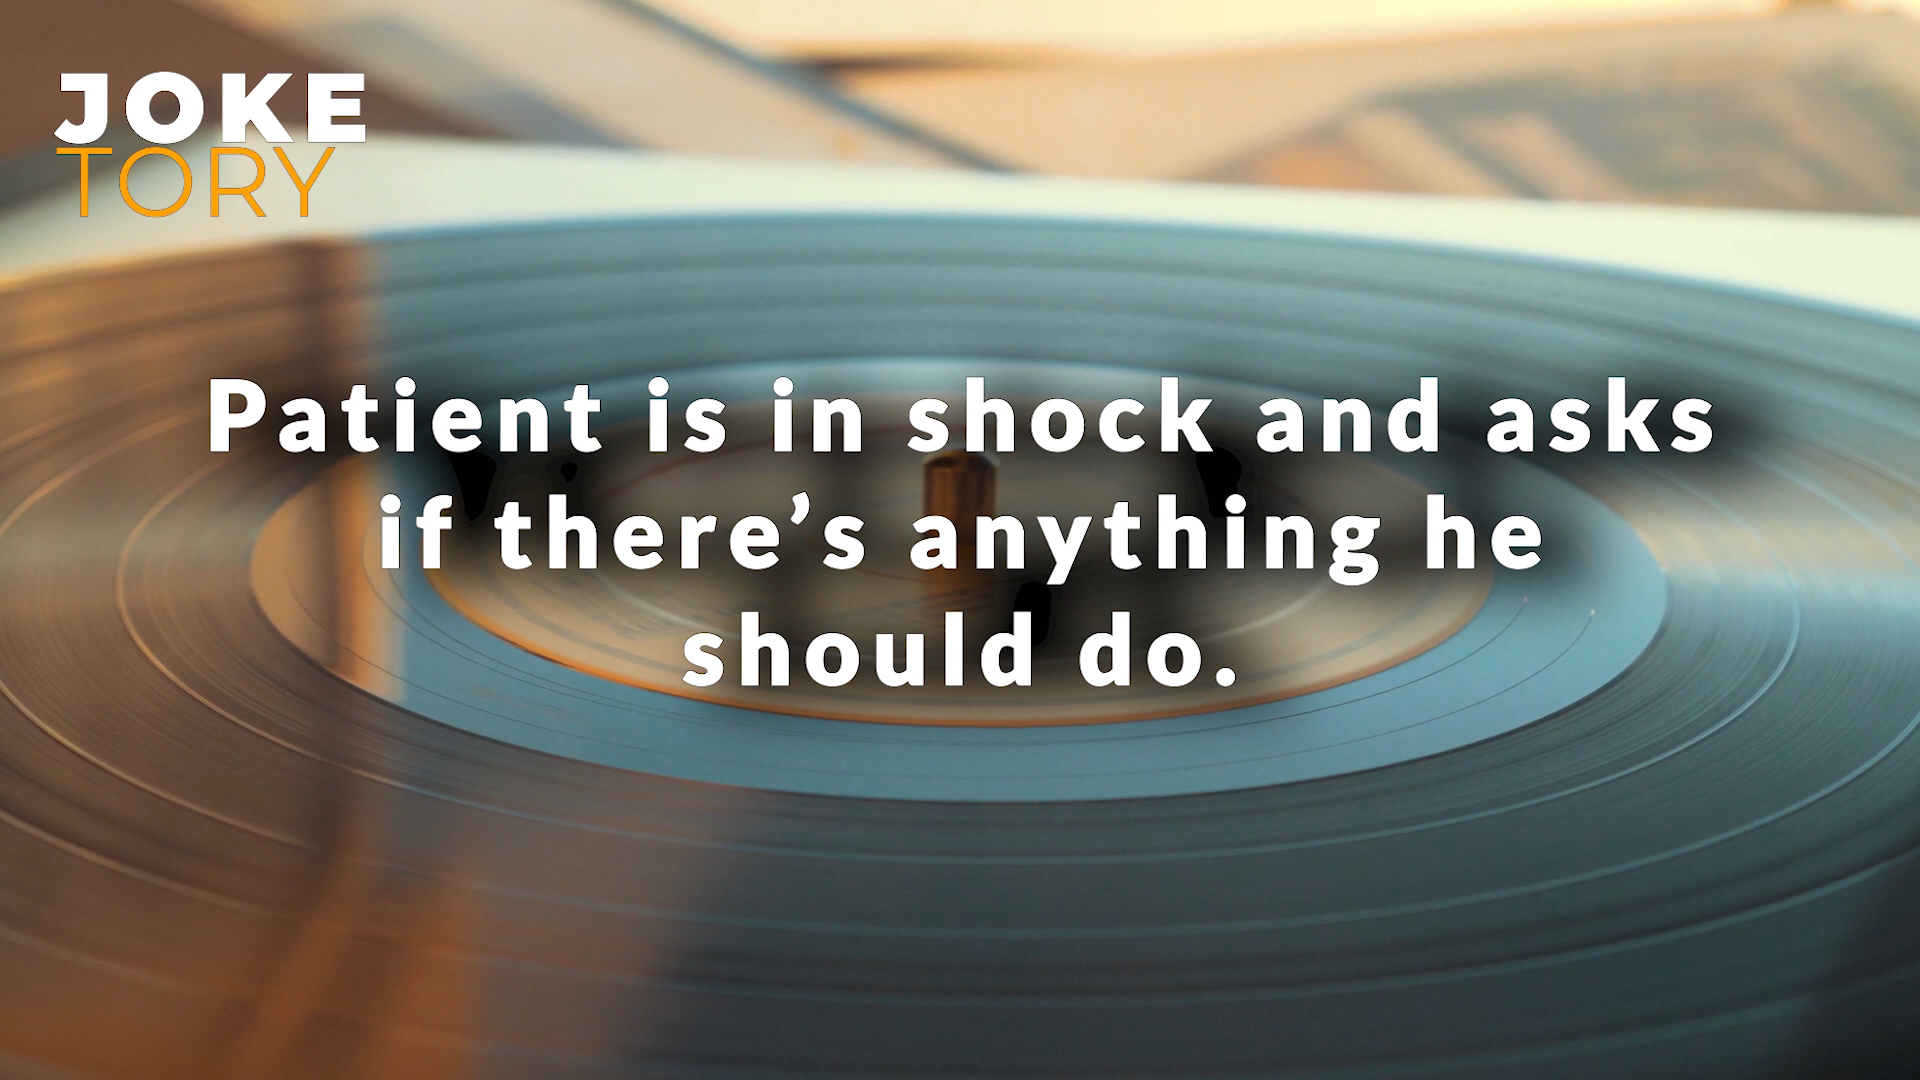 JOKE
TORY
Patient is in shock and asks
if there’s anything he
should do.